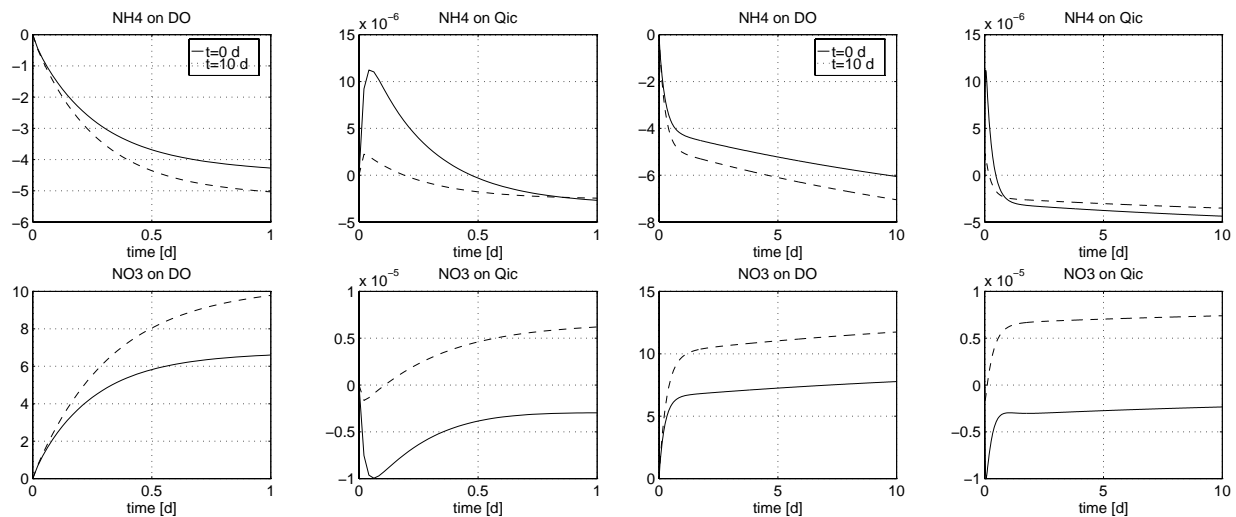 NH4 on DO
0
−1
−2
−3
−4
−5
−6
0 0.5 1
time [d]
t=0 d
t=10 d
NH4 on Qic
x 10⁻⁶
15
10
5
0
−5
0 0.5 1
time [d]
NH4 on DO
0
−2
−4
−6
−8
0 5 10
time [d]
t=0 d
t=10 d
NH4 on Qic
x 10⁻⁶
15
10
5
0
−5
0 5 10
time [d]
NO3 on DO
10
8
6
4
2
0
0 0.5 1
time [d]
NO3 on Qic
x 10⁻⁵
1
0.5
0
−0.5
−1
0 0.5 1
time [d]
NO3 on DO
15
10
5
0
0 5 10
time [d]
NO3 on Qic
x 10⁻⁵
1
0.5
0
−0.5
−1
0 5 10
time [d]